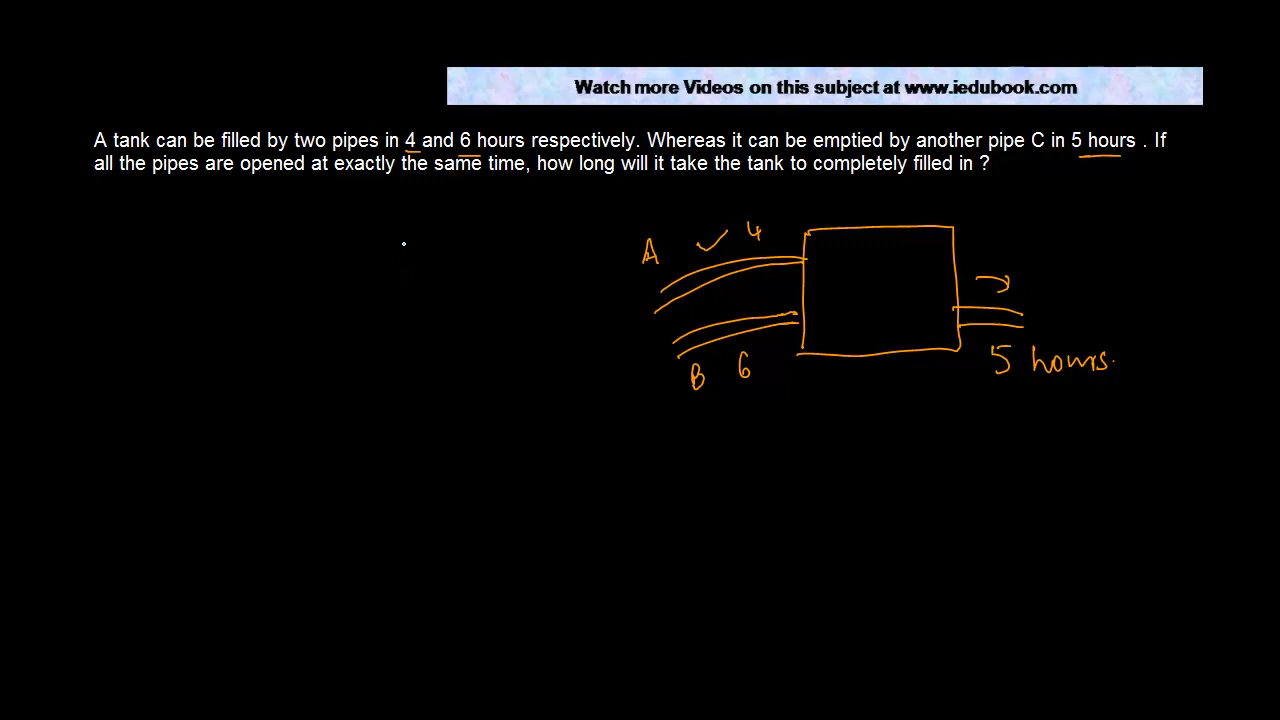 Watch more Videos on this subject at www.iedubook.com
A tank can be filled by two pipes in 4 and 6 hours respectively. Whereas it can be emptied by another pipe C in 5 hours . If
all the pipes are opened at exactly the same time, how long will it take the tank to completely filled in ?
A 4
B 6
5 hours.